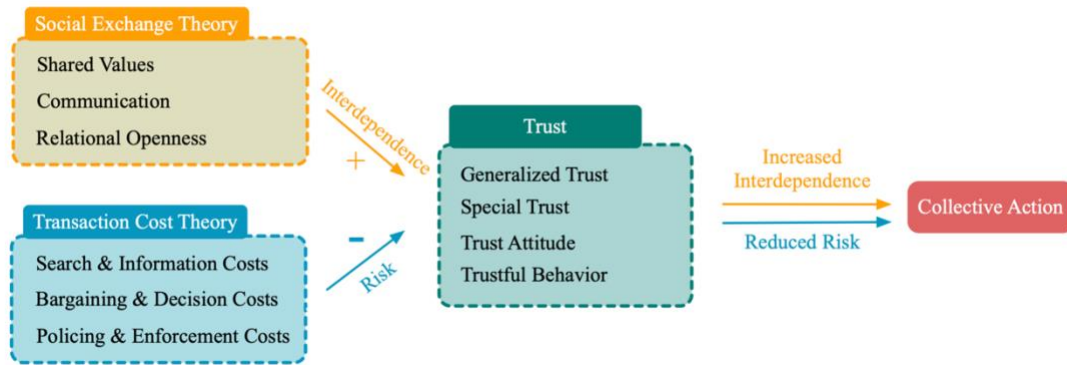 Social Exchange Theory
Shared Values
Communication
Relational Openness
Interdependence
+
Transaction Cost Theory
Search & Information Costs
Bargaining & Decision Costs
Policing & Enforcement Costs
-
Risk
Trust
Generalized Trust
Special Trust
Trust Attitude
Trustful Behavior
Increased
Interdependence
Reduced Risk
Collective Action